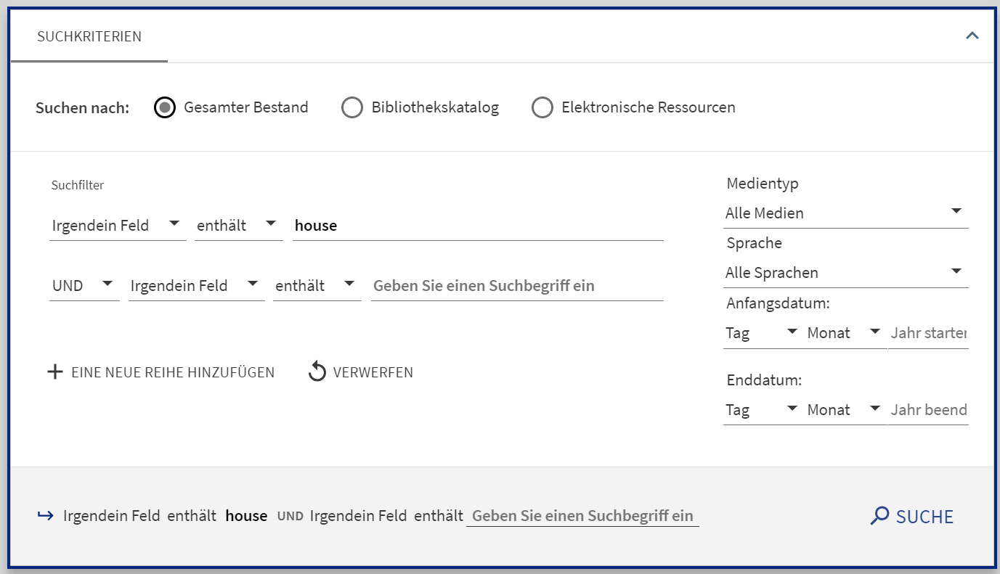 SUCHKRITERIEN
Suchen nach: Gesamter Bestand Bibliothekskatalog Elektronische Ressourcen
Suchfilter
Irgendein Feld enthält house
UND Irgendein Feld enthält Geben Sie einen Suchbegriff ein
EINE NEUE REIHE HINZUFÜGEN VERWERFEN
Medientyp
Alle Medien
Sprache
Alle Sprachen
Anfangsdatum:
Tag Monat Jahr starten
Enddatum:
Tag Monat Jahr beend
Irgendein Feld enthält house UND Irgendein Feld enthält Geben Sie einen Suchbegriff ein
SUCHE